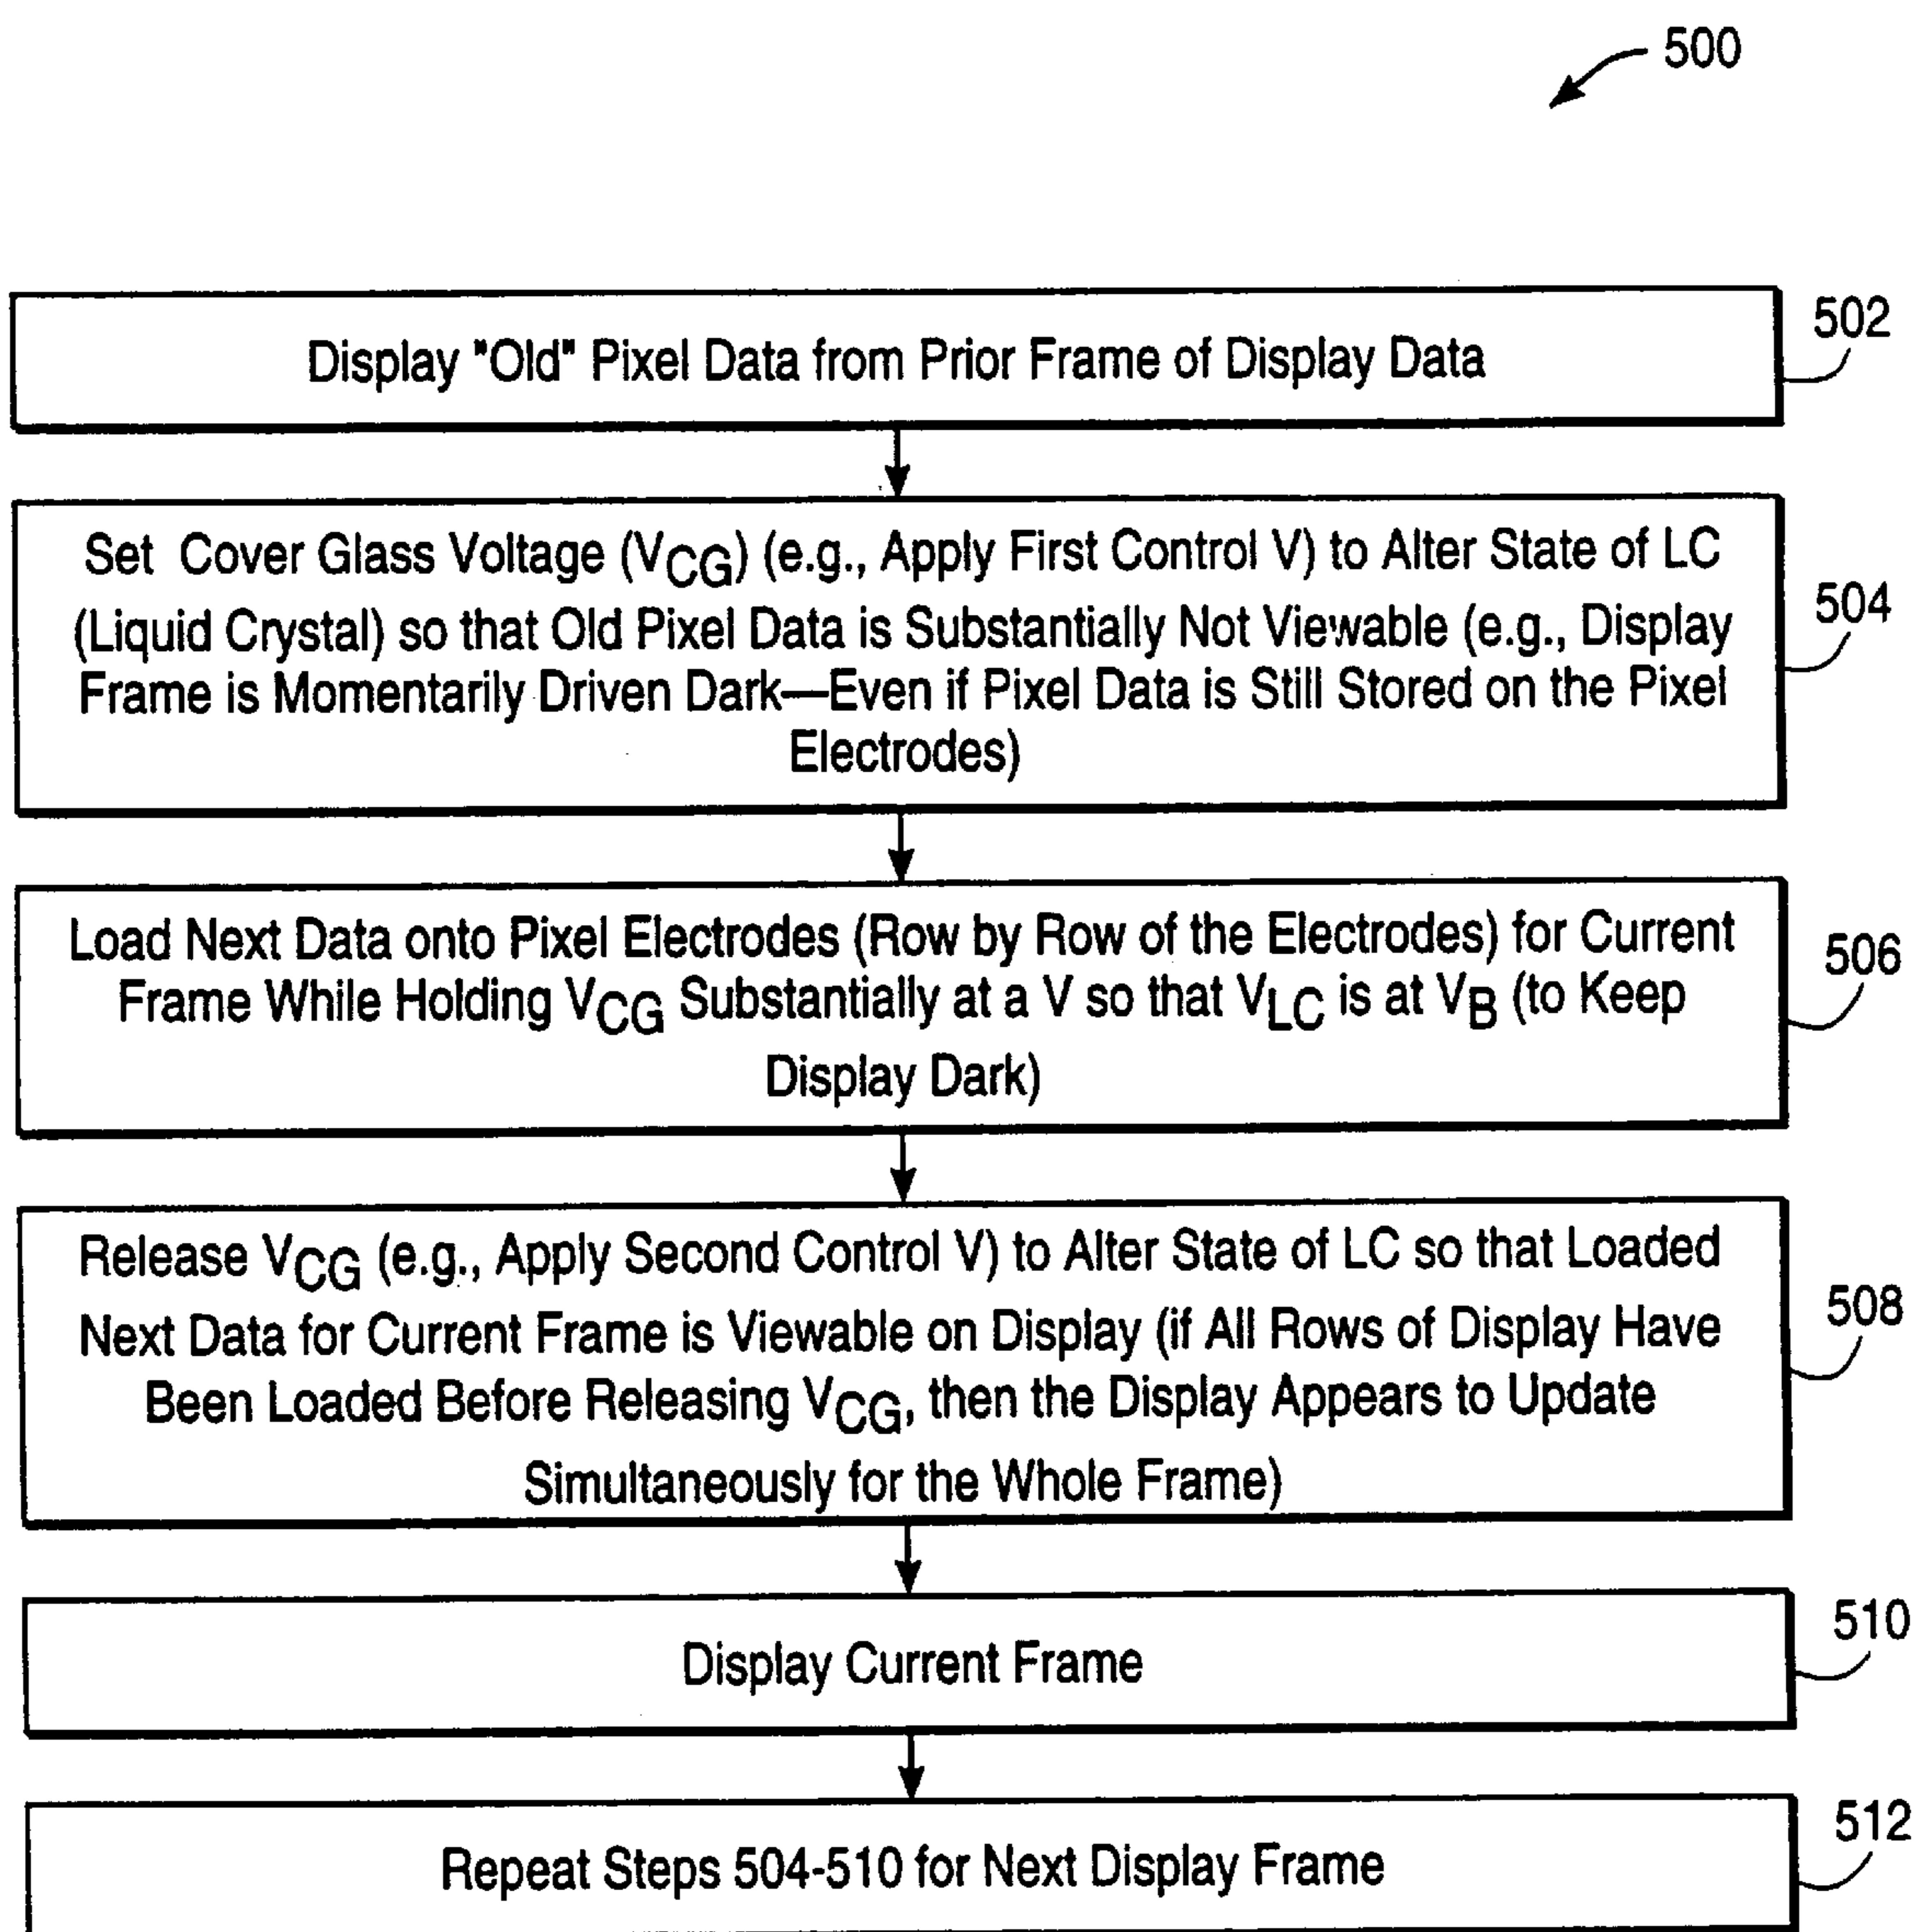 500
Display "Old" Pixel Data from Prior Frame of Display Data
502
Set Cover Glass Voltage (VCG) (e.g., Apply First Control V) to Alter State of LC
(Liquid Crystal) so that Old Pixel Data is Substantially Not Viewable (e.g., Display
Frame is Momentarily Driven Dark—Even if Pixel Data is Still Stored on the Pixel
Electrodes)
504
Load Next Data onto Pixel Electrodes (Row by Row of the Electrodes) for Current
Frame While Holding VCG Substantially at a V so that VLC is at VB (to Keep
Display Dark)
506
Release VCG (e.g., Apply Second Control V) to Alter State of LC so that Loaded
Next Data for Current Frame is Viewable on Display (if All Rows of Display Have
Been Loaded Before Releasing VCG, then the Display Appears to Update
Simultaneously for the Whole Frame)
508
Display Current Frame
510
Repeat Steps 504-510 for Next Display Frame
512